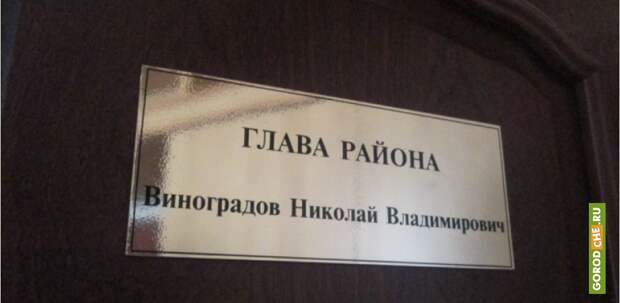 ГЛАВА РАЙОНА
Виноградов Николай Владимирович
GORODCHE.RU